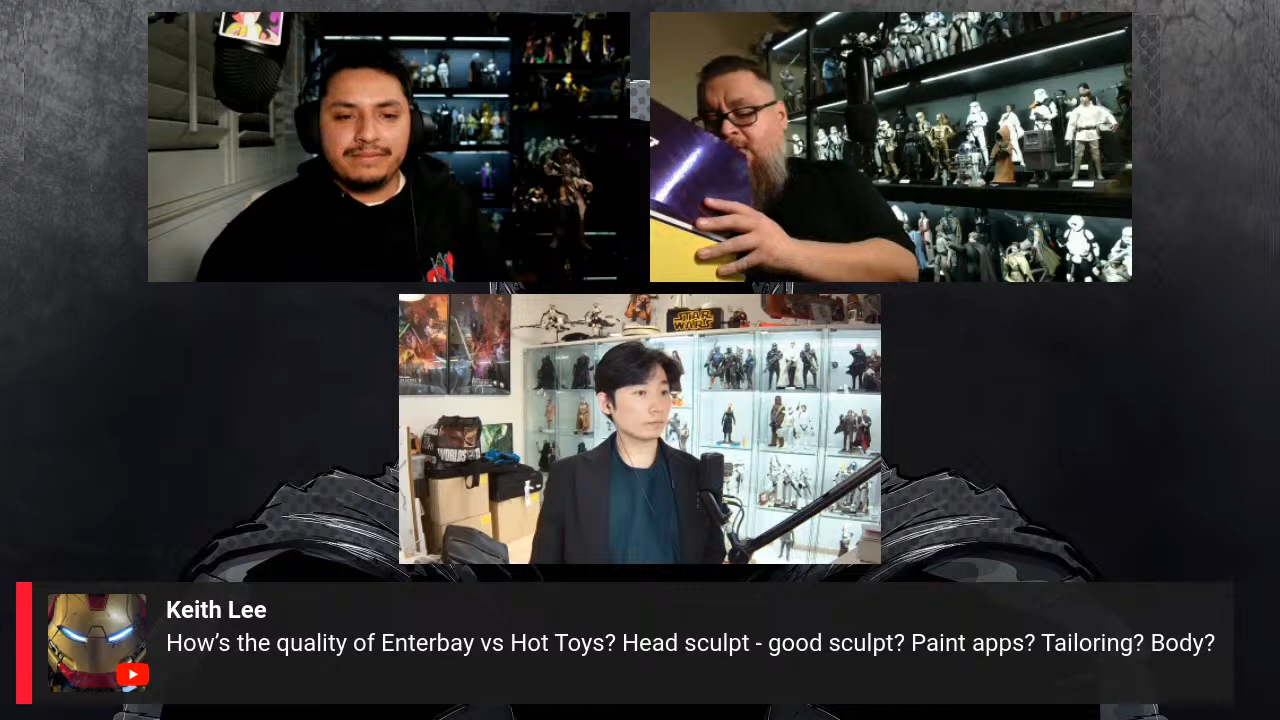 STAR
WARS
Keith Lee
How’s the quality of Enterbay vs Hot Toys? Head sculpt - good sculpt? Paint apps? Tailoring? Body?